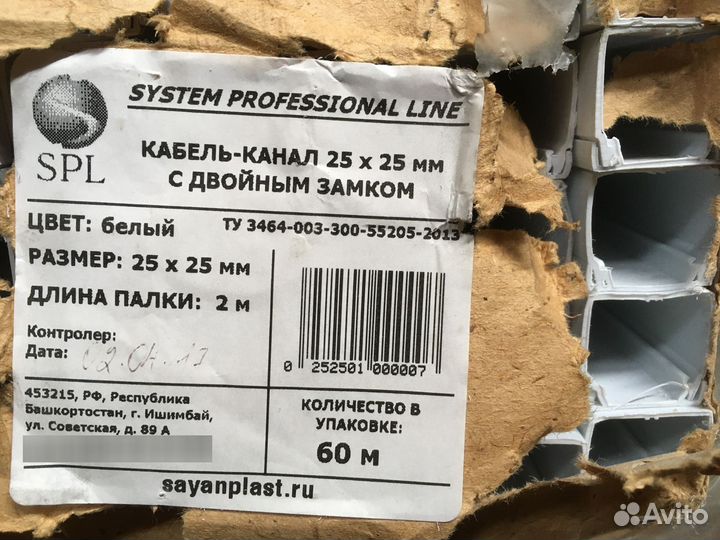 SYSTEM PROFESSIONAL LINE
SPL
КАБЕЛЬ-КАНАЛ 25 x 25 мм
С ДВОЙНЫМ ЗАМКОМ
ЦВЕТ: белый
ТУ 3464-003-300-55205-2013
РАЗМЕР: 25 x 25 мм
ДЛИНА ПАЛКИ: 2 м
Контролер:
Дата:
0 252501 000007
453215, РФ, Республика
Башкортостан, г. Ишимбай,
ул. Советская, д. 89 А
КОЛИЧЕСТВО В
УПАКОВКЕ:
60 м
sayanplast.ru
Avito